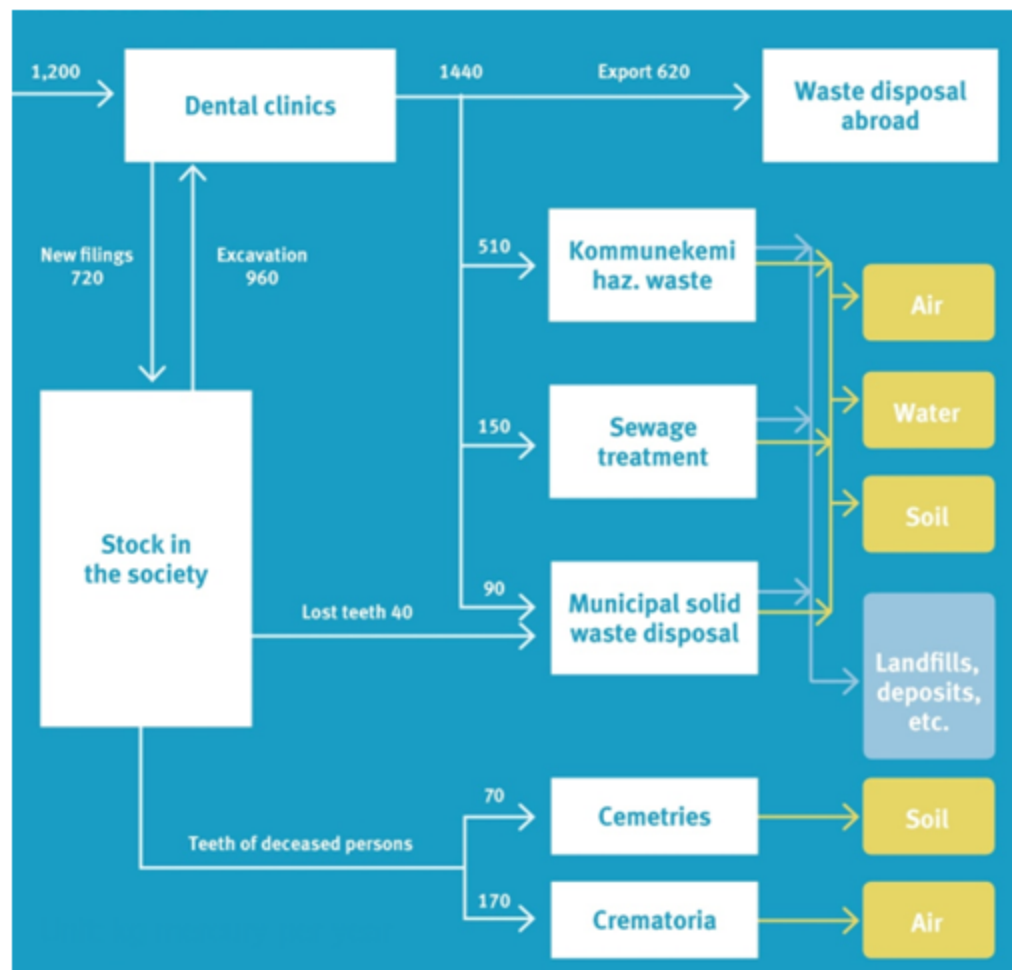 1,200
Dental clinics
1440
Export 620
Waste disposal
abroad
New filings
720
Excavation
960
510
Kommunekemi
haz. waste
Air
150
Sewage
treatment
Water
Soil
Stock in
the society
90
Lost teeth 40
Municipal solid
waste disposal
Landfills,
deposits,
etc.
Teeth of deceased persons
70
Cemetries
Soil
170
Crematoria
Air